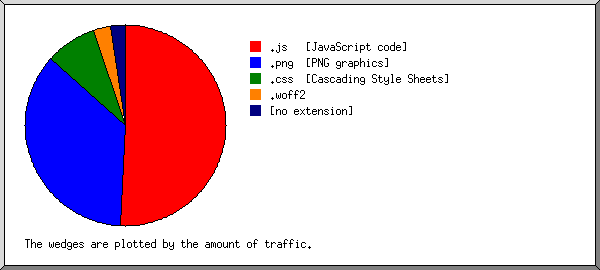 .js [JavaScript code]
.png [PNG graphics]
.css [Cascading Style Sheets]
.woff2
[no extension]
The wedges are plotted by the amount of traffic.